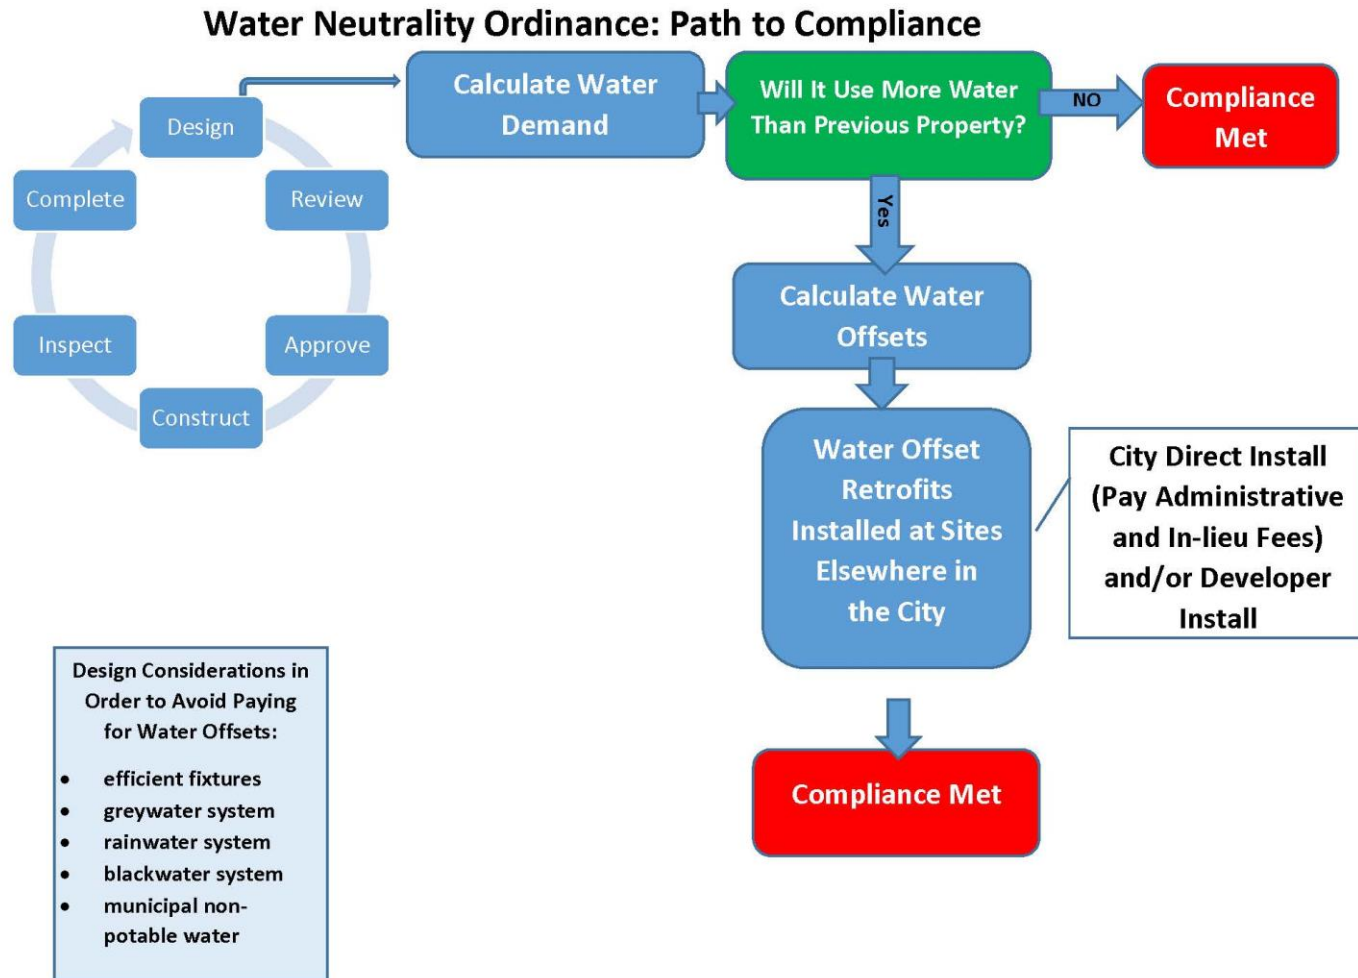 Water Neutrality Ordinance: Path to Compliance
Design
Review
Approve
Construct
Inspect
Complete
Calculate Water
Demand
Will It Use More Water
Than Previous Property?
NO
Compliance
Met
Yes
Calculate Water
Offsets
Water Offset
Retrofits
Installed at Sites
Elsewhere in
the City
City Direct Install
(Pay Administrative
and In-lieu Fees)
and/or Developer
Install
Compliance Met
Design Considerations in
Order to Avoid Paying
for Water Offsets:
• efficient fixtures
• greywater system
• rainwater system
• blackwater system
• municipal non-
potable water